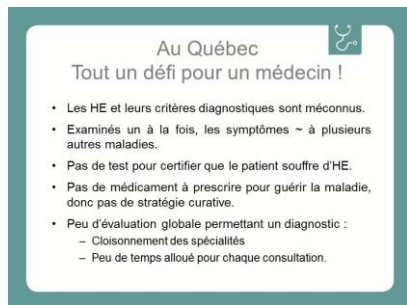 Au Québec
Tout un défi pour un médecin !
• Les HE et leurs critères diagnostiques sont méconnus.
• Examinés un à la fois, les symptômes ~ à plusieurs
autres maladies.
• Pas de test pour certifier que le patient souffre d'HE.
• Pas de médicament à prescrire pour guérir la maladie,
donc pas de stratégie curative.
• Peu d'évaluation globale permettant un diagnostic :
– Cloisonnement des spécialités
– Peu de temps alloué pour chaque consultation.